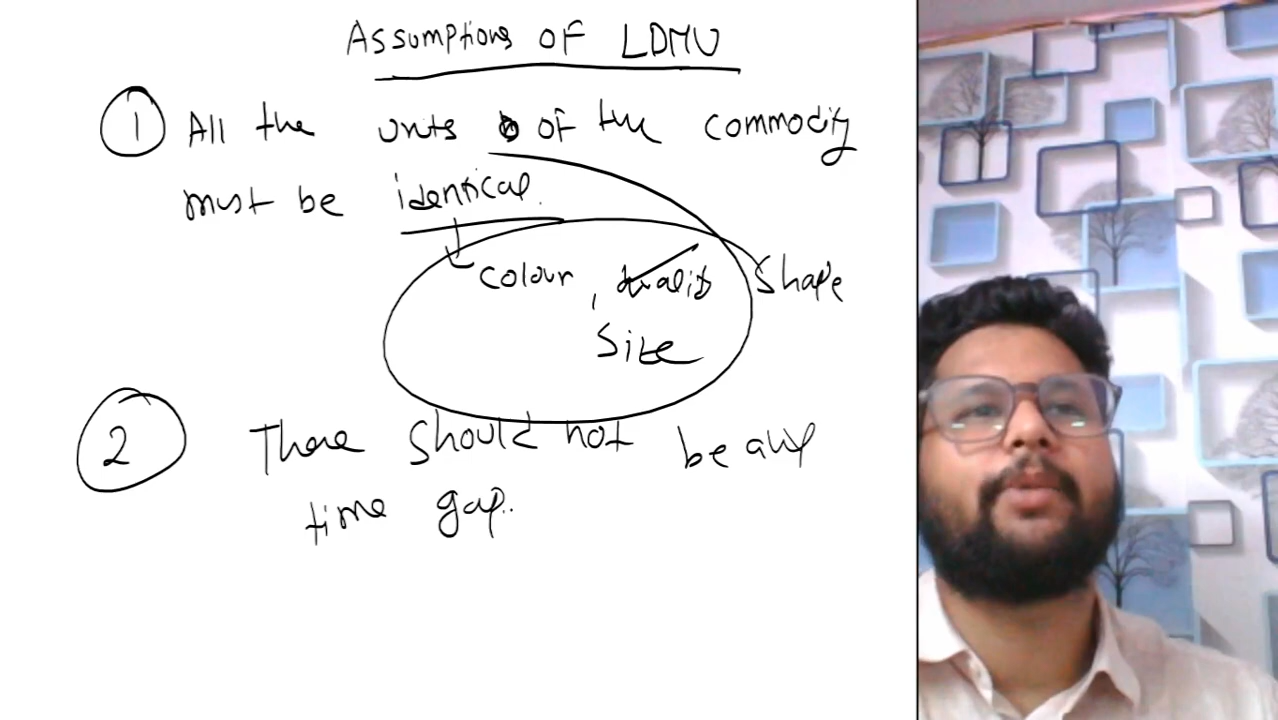 Assumptions OF LDMU
1 All the units of the commodity
must be identical.
colour, quality Shape
Size
2 There should not be any
time gap.